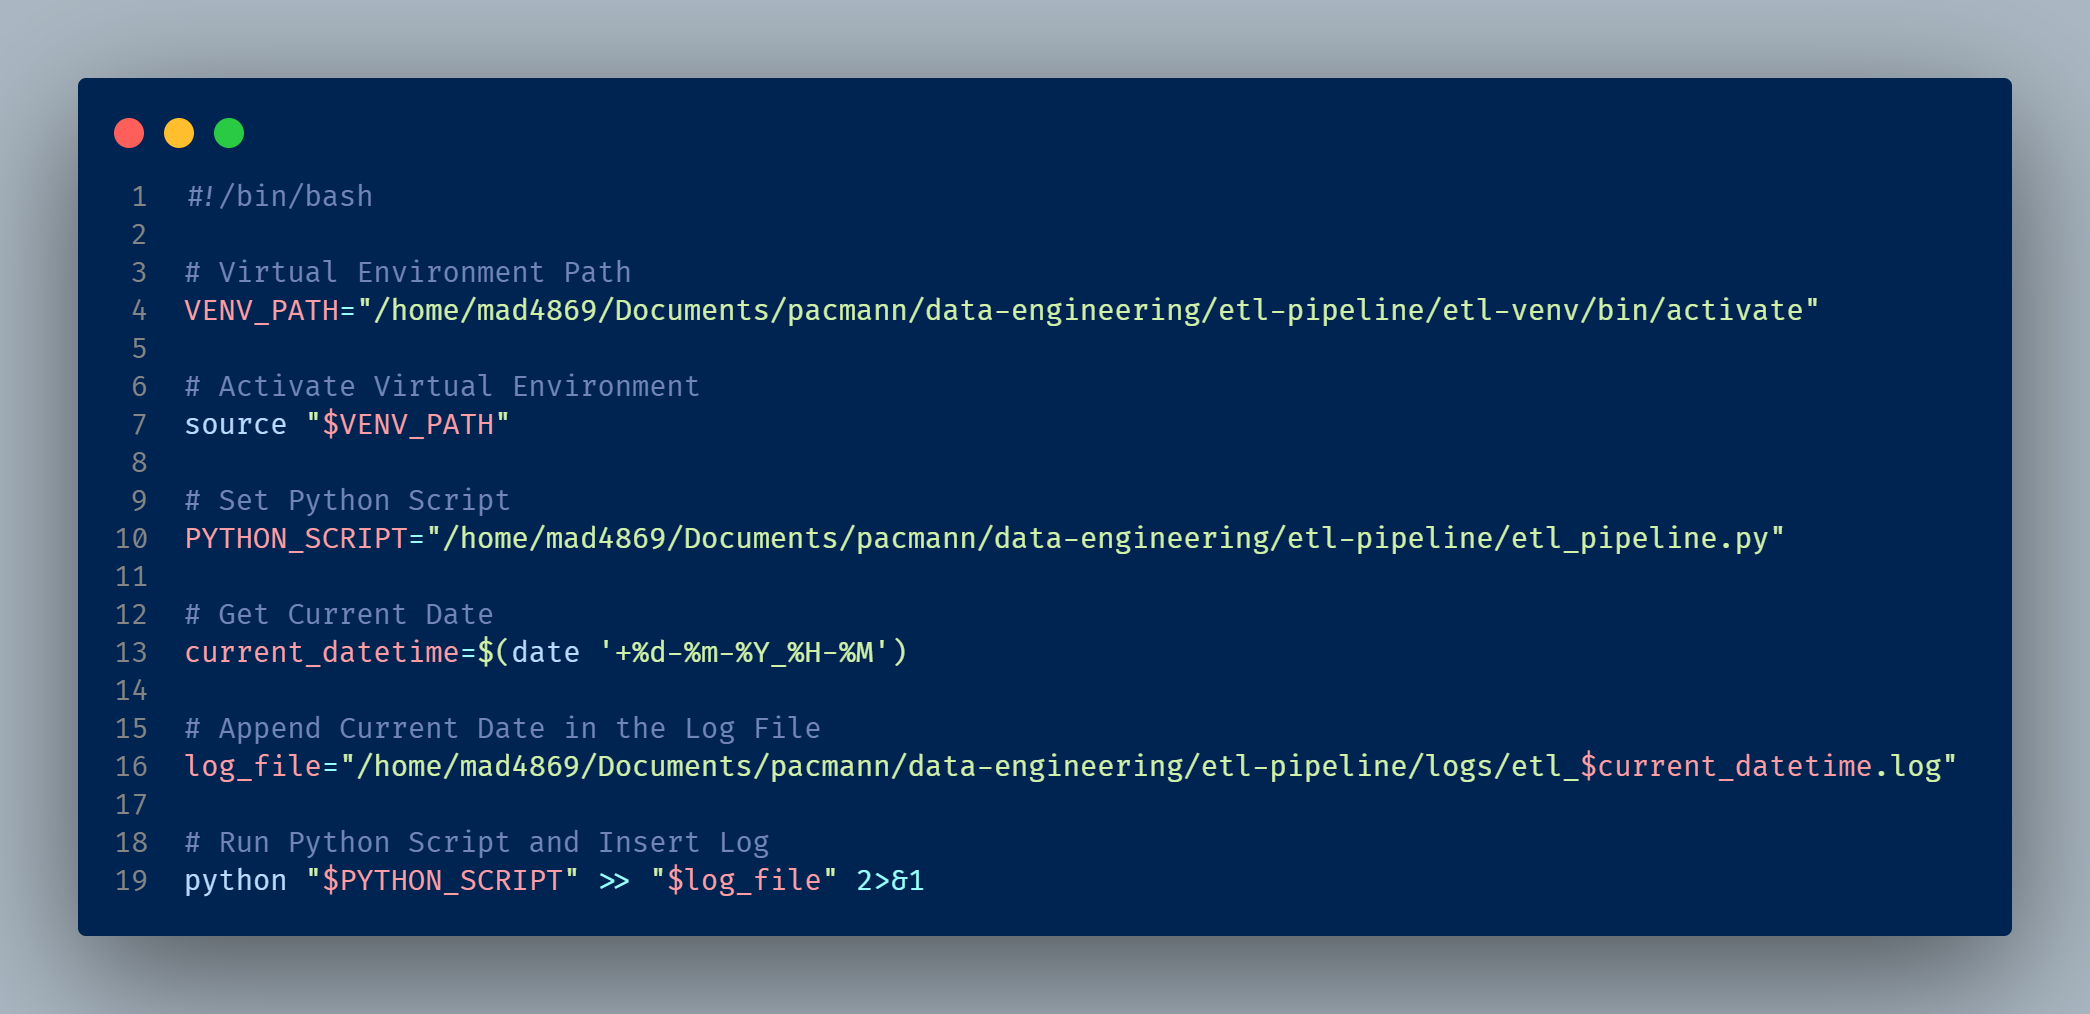 1 #!/bin/bash
2
3 # Virtual Environment Path
4 VENV_PATH="/home/mad4869/Documents/pacmann/data-engineering/etl-pipeline/etl-venv/bin/activate"
5
6 # Activate Virtual Environment
7 source "$VENV_PATH"
8
9 # Set Python Script
10 PYTHON_SCRIPT="/home/mad4869/Documents/pacmann/data-engineering/etl-pipeline/etl_pipeline.py"
11
12 # Get Current Date
13 current_datetime=$(date '+%d-%m-%Y_%H-%M')
14
15 # Append Current Date in the Log File
16 log_file="/home/mad4869/Documents/pacmann/data-engineering/etl-pipeline/logs/etl_$current_datetime.log"
17
18 # Run Python Script and Insert Log
19 python "$PYTHON_SCRIPT" >> "$log_file" 2>&1